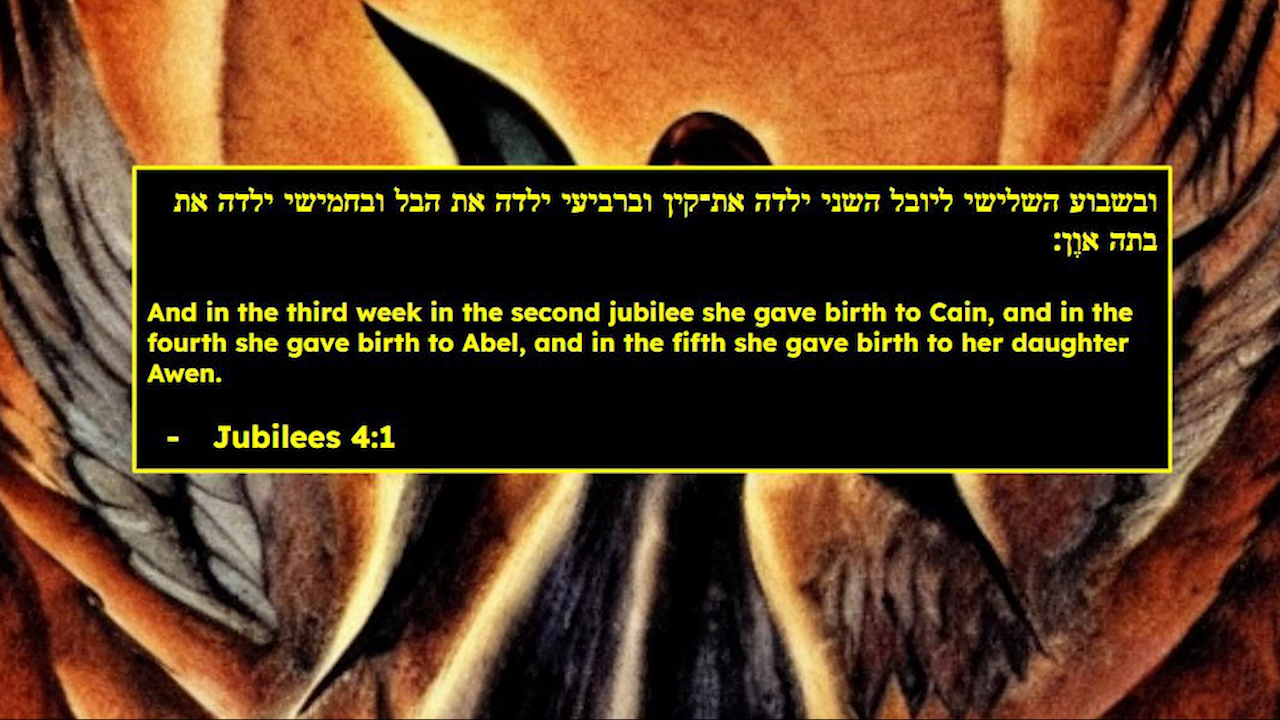 ובשבוע השלישי ליובל השני ילדה את־קין וברביעי ילדה את הבל ובחמישי ילדה את
בתה אוֶן׃
And in the third week in the second jubilee she gave birth to Cain, and in the
fourth she gave birth to Abel, and in the fifth she gave birth to her daughter
Awen.
- Jubilees 4:1